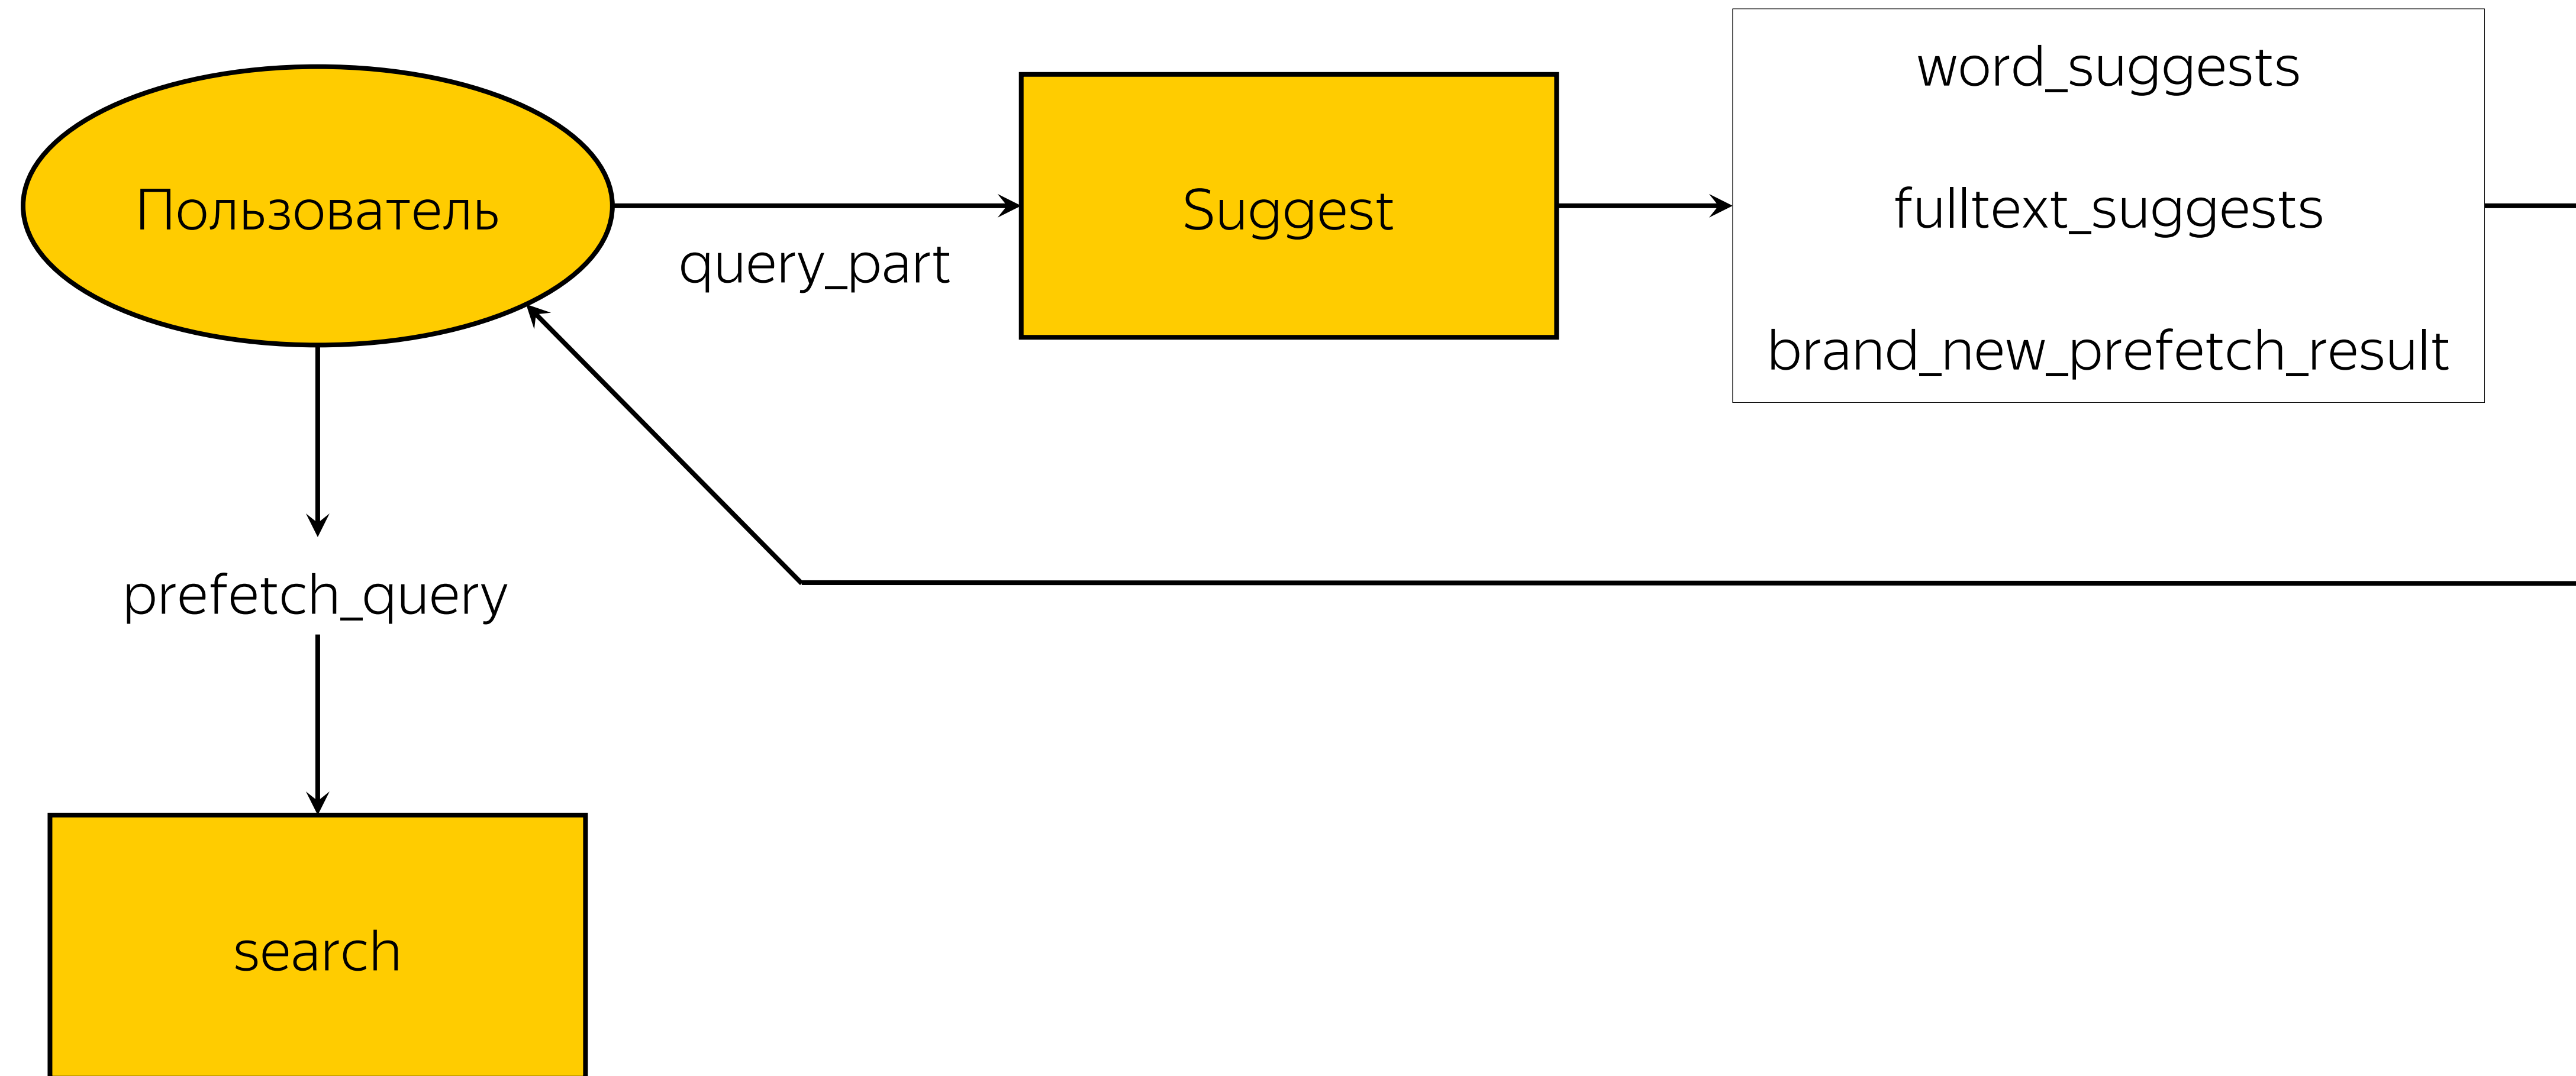 Пользователь
query_part
Suggest
word_suggests
fulltext_suggests
brand_new_prefetch_result
prefetch_query
search